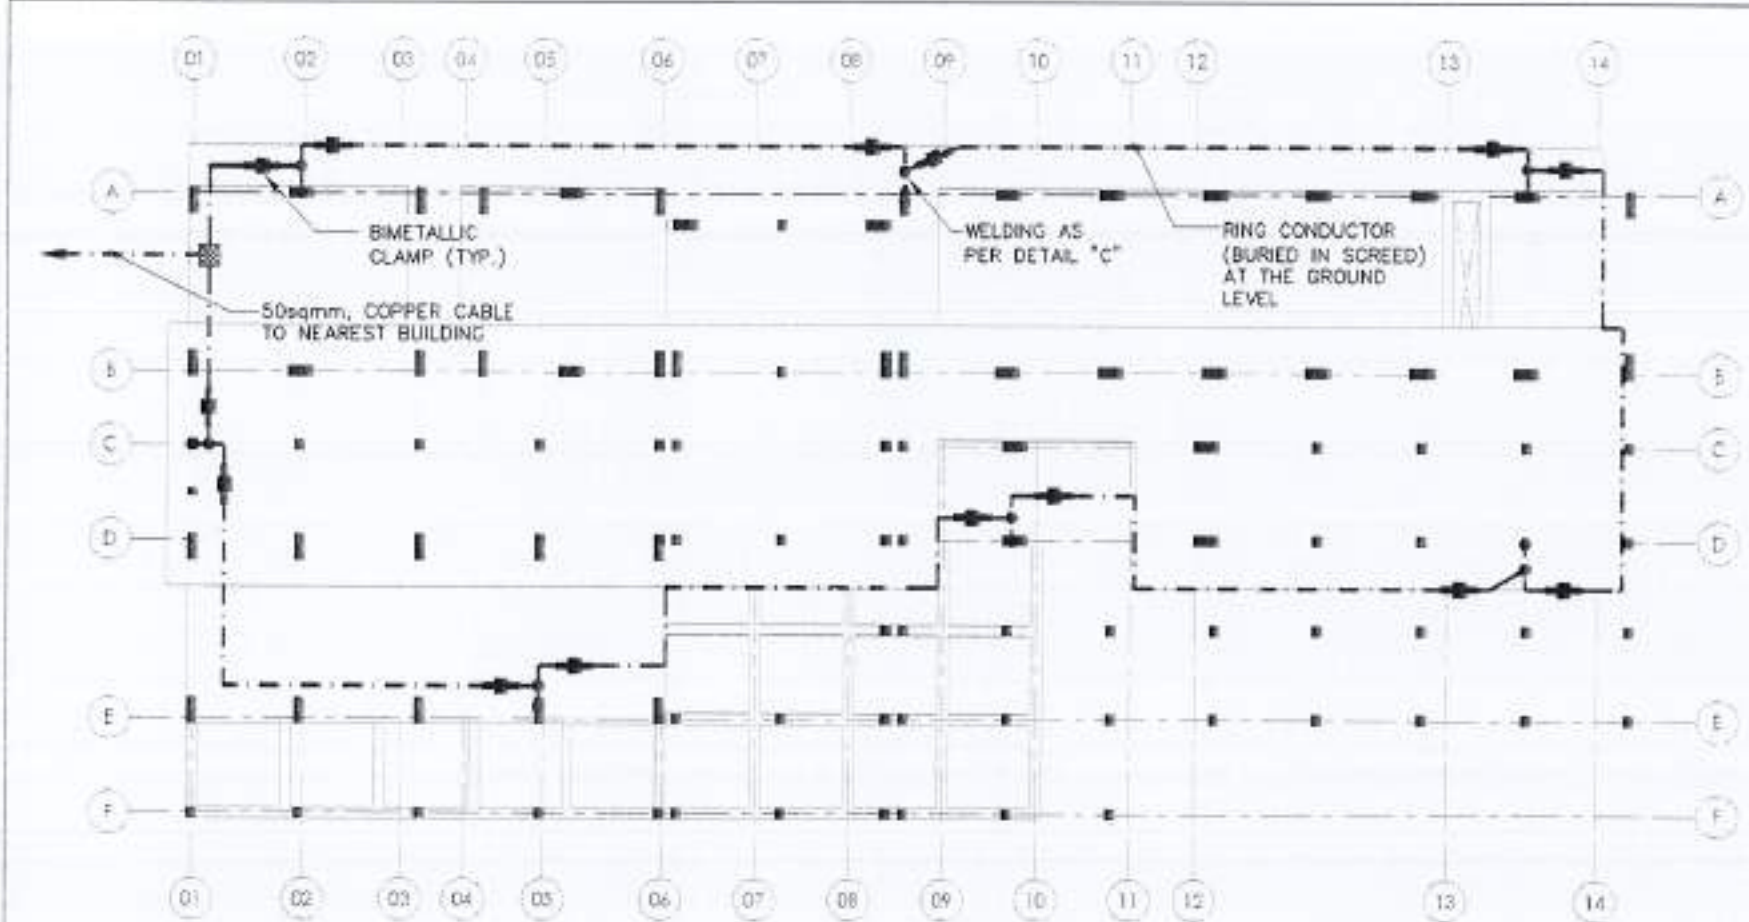 01 02 03 04 05 06 07 08 09 10 11 12 13 14
A A
BIMETALLIC
CLAMP (TYP.)
WELDING AS
PER DETAIL "C"
RING CONDUCTOR
(BURIED IN SCREED)
AT THE GROUND
LEVEL
50sqmm, COPPER CABLE
TO NEAREST BUILDING
B B
C C
D D
E E
F F
01 02 03 04 05 06 07 08 09 10 11 12 13 14